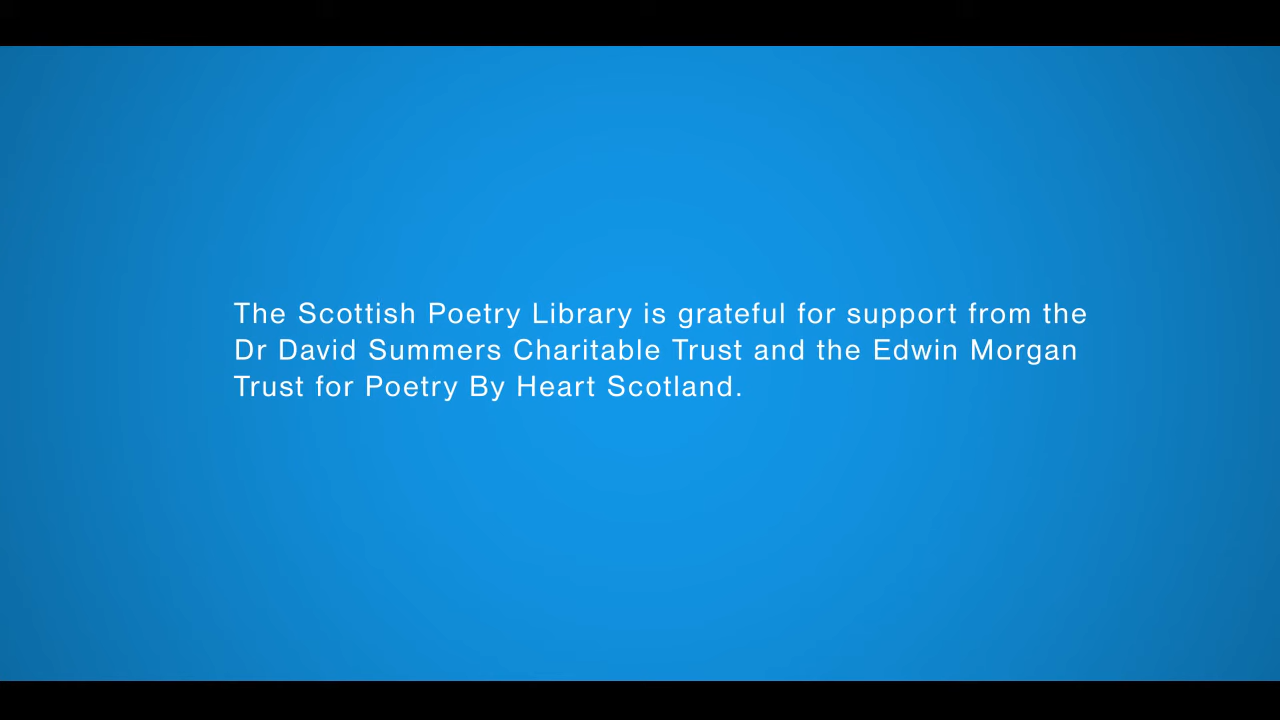 The Scottish Poetry Library is grateful for support from the
Dr David Summers Charitable Trust and the Edwin Morgan
Trust for Poetry By Heart Scotland.